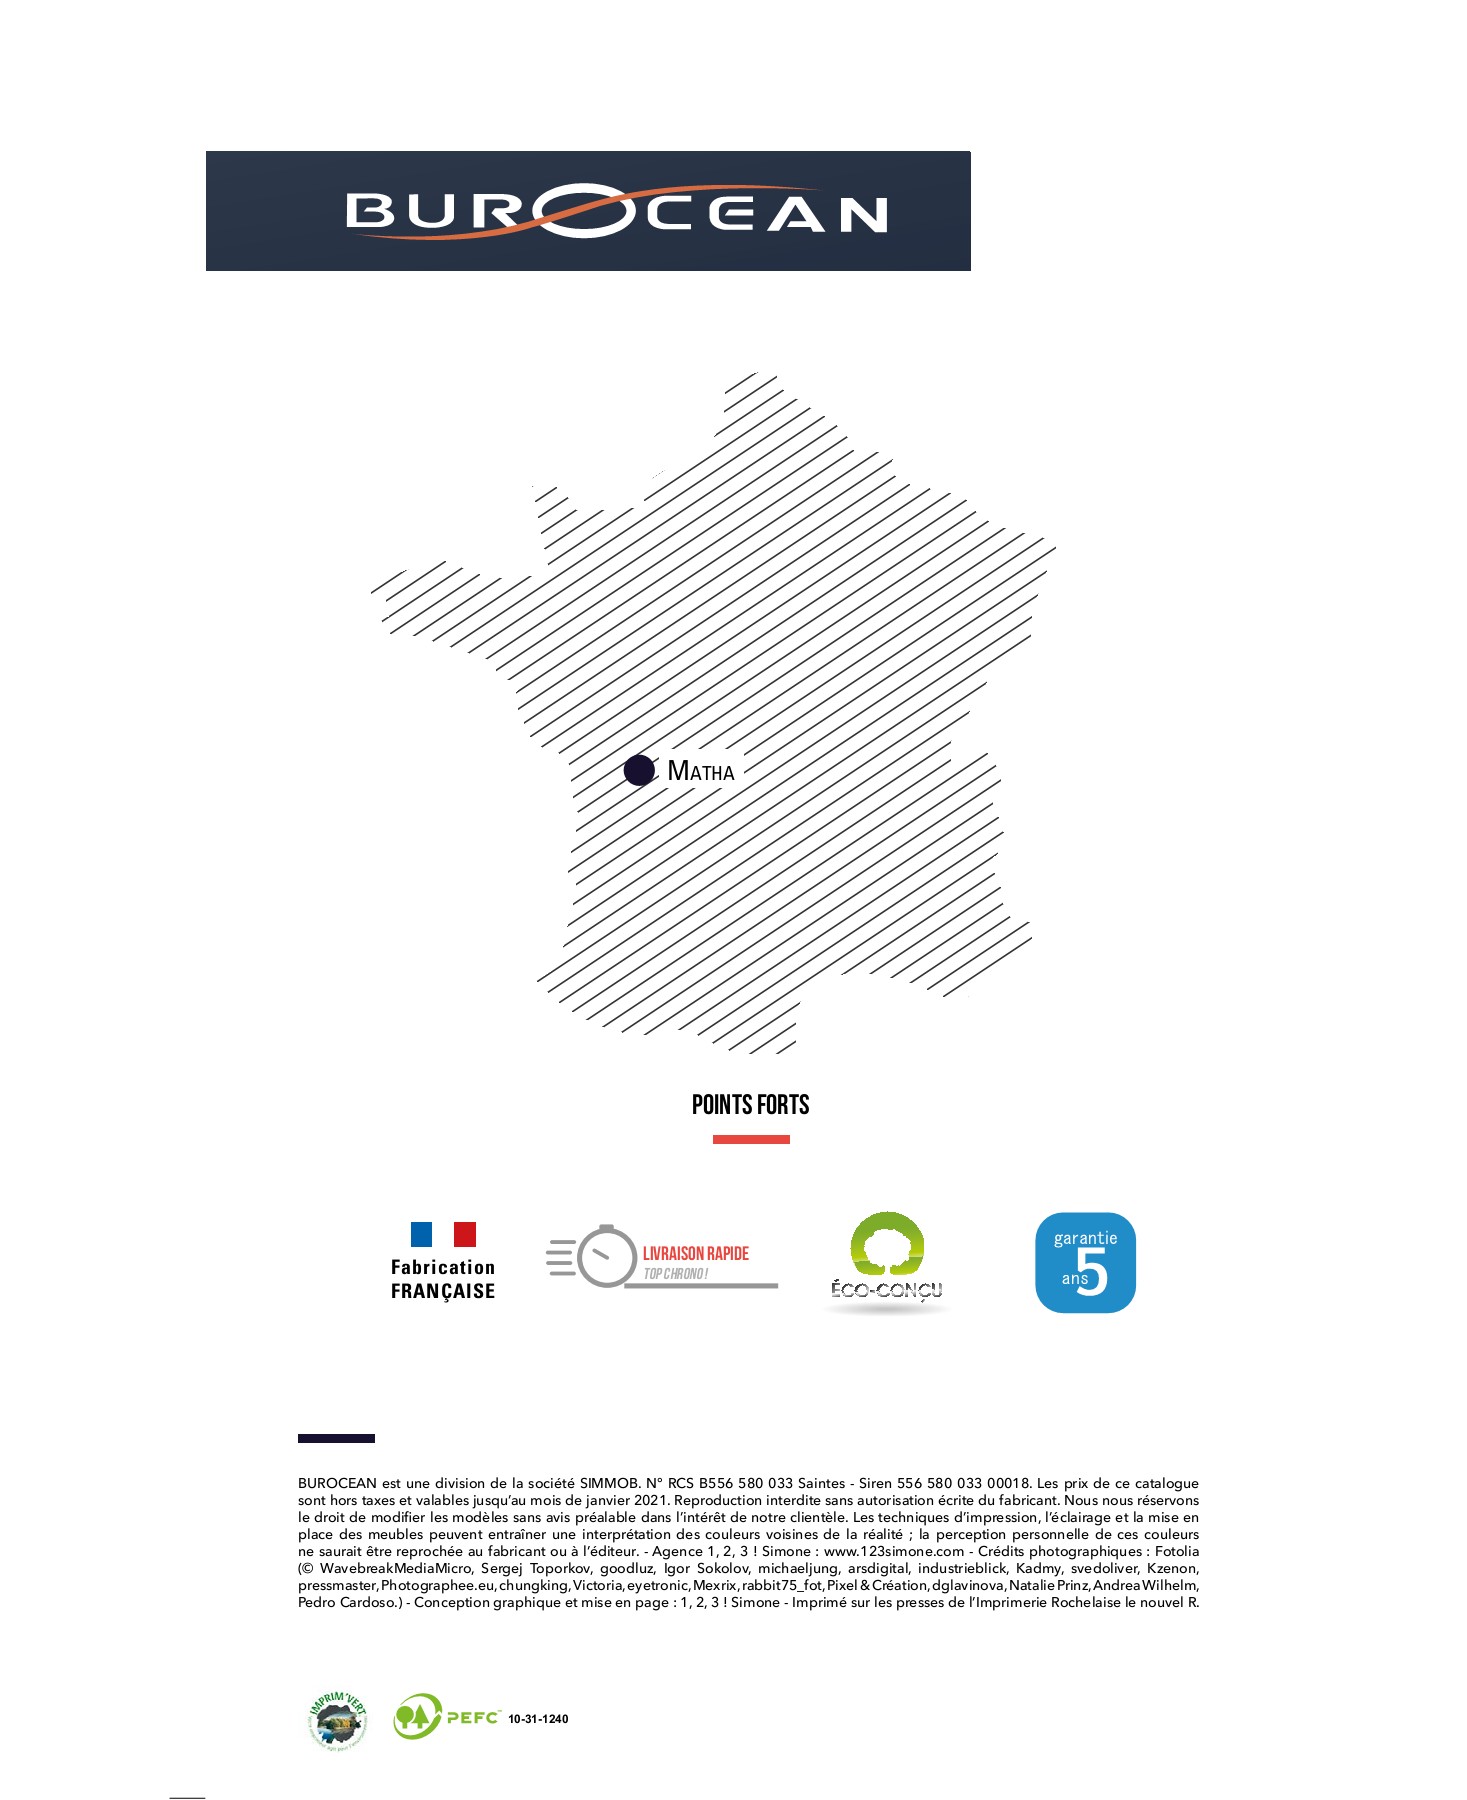 BUROCEAN
MATHA
POINTS FORTS
Fabrication
FRANÇAISE
LIVRAISON RAPIDE
TOP CHRONO !
ÉCO-CONÇU
garantie
5
ans
BUROCEAN est une division de la société SIMMOB. N° RCS B556 580 033 Saintes - Siren 556 580 033 00018. Les prix de ce catalogue
sont hors taxes et valables jusqu’au mois de janvier 2021. Reproduction interdite sans autorisation écrite du fabricant. Nous nous réservons
le droit de modifier les modèles sans avis préalable dans l’intérêt de notre clientèle. Les techniques d’impression, l’éclairage et la mise en
place des meubles peuvent entraîner une interprétation des couleurs voisines de la réalité ; la perception personnelle de ces couleurs
ne saurait être reprochée au fabricant ou à l’éditeur. - Agence 1, 2, 3 ! Simone : www.123simone.com - Crédits photographiques : Fotolia
(© WavebreakMediaMicro, Sergej Toporkov, goodluz, Igor Sokolov, michaeljung, arsdigital, industrieblick, Kadmy, svedoliver, Kzenon,
pressmaster, Photographee.eu, chungking, Victoria, eyetronic, Mexrix, rabbit75_fot, Pixel & Création, dglavinova, Natalie Prinz, Andrea Wilhelm,
Pedro Cardoso.) - Conception graphique et mise en page : 1, 2, 3 ! Simone - Imprimé sur les presses de l’Imprimerie Rochelaise le nouvel R.
IMPRIM'VERT
PEFC 10-31-1240